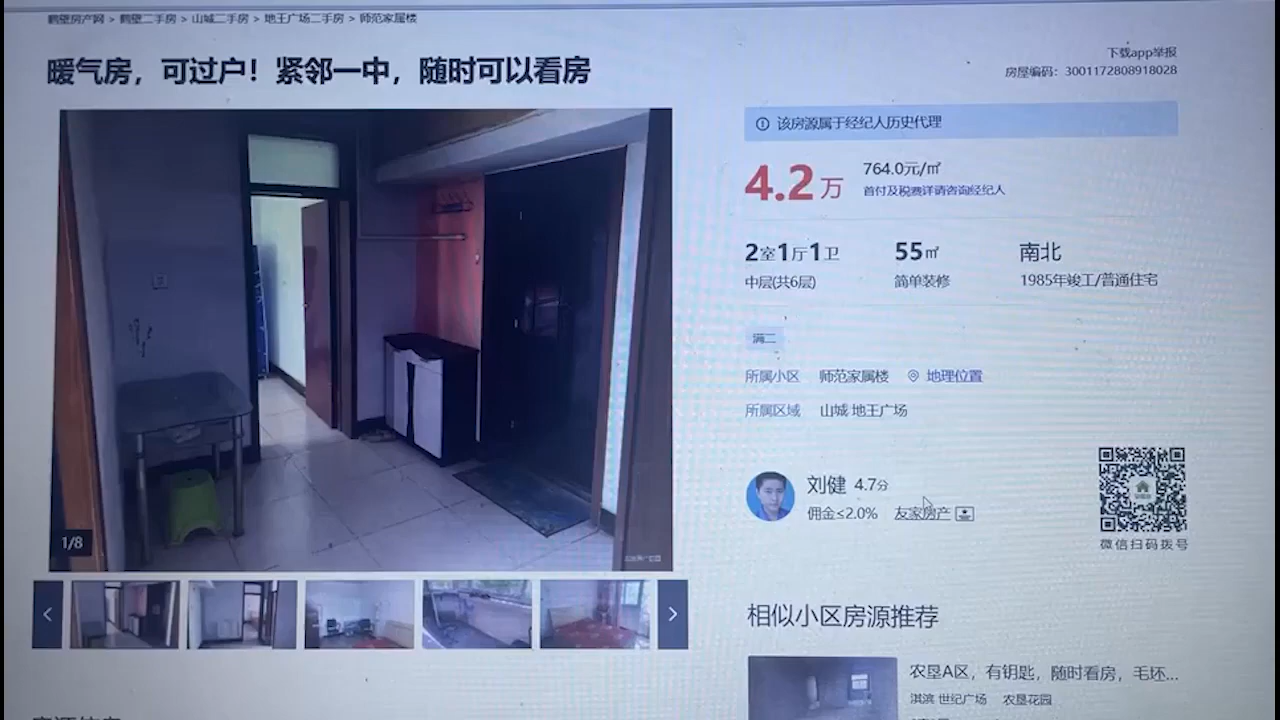 鹤壁房产网 > 鹤壁二手房 > 山城二手房 > 地王广场二手房 > 师范家属楼
暖气房，可过户！紧邻一中，随时可以看房
下载app举报
房屋编码：3001172808918028
该房源属于经纪人历史代理
4.2万
764.0元/㎡
首付及税费详请咨询经纪人
2室1厅1卫 55㎡ 南北
中层(共6层) 简单装修 1985年竣工/普通住宅
满二
所属小区 师范家属楼 地理位置
所属区域 山城 地王广场
刘健 4.7分
佣金≤2.0% 友家房产
微信扫码拨号
1/8
相似小区房源推荐
农垦A区，有钥匙，随时看房，毛坯...
淇滨 世纪广场 农垦花园